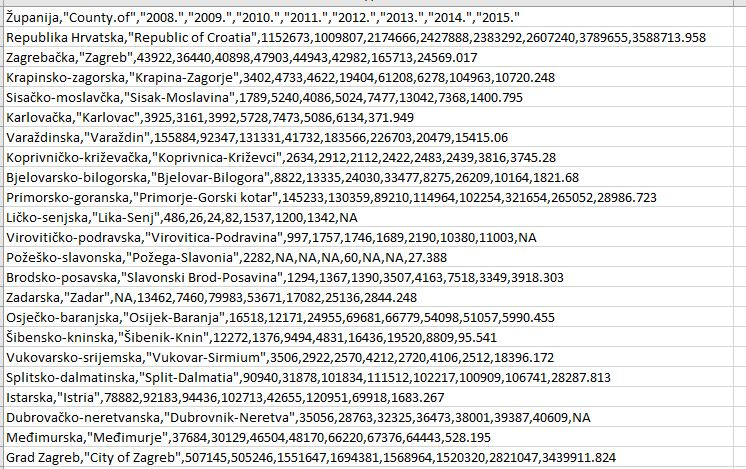 Županija,"County.of","2008.","2009.","2010.","2011.","2012.","2013.","2014.","2015."
Republika Hrvatska,"Republic of Croatia",1152673,1009807,2174666,2427888,2383292,2607240,3789655,3588713.958
Zagrebačka,"Zagreb",43922,36440,40898,47903,44943,42982,165713,24569.017
Krapinsko-zagorska,"Krapina-Zagorje",3402,4733,4622,19404,61208,6278,104963,10720.248
Sisačko-moslavčka,"Sisak-Moslavina",1789,5240,4086,5024,7477,13042,7368,1400.795
Karlovačka,"Karlovac",3925,3161,3992,5728,7473,5086,6134,371.949
Varaždinska,"Varaždin",155884,92347,131331,41732,183566,226703,20479,15415.06
Koprivničko-križevačka,"Koprivnica-Križevci",2634,2912,2112,2422,2483,2439,3816,3745.28
Bjelovarsko-bilogorska,"Bjelovar-Bilogora",8822,13335,24030,33477,8275,26209,10164,1821.68
Primorsko-goranska,"Primorje-Gorski kotar",145233,130359,89210,114964,102254,321654,265052,28986.723
Ličko-senjska,"Lika-Senj",486,26,24,82,1537,1200,1342,NA
Virovitičko-podravska,"Virovitica-Podravina",997,1757,1746,1689,2190,10380,11003,NA
Požeško-slavonska,"Požega-Slavonia",2282,NA,NA,NA,60,NA,NA,27.388
Brodsko-posavska,"Slavonski Brod-Posavina",1294,1367,1390,3507,4163,7518,3349,3918.303
Zadarska,"Zadar",NA,13462,7460,79983,53671,17082,25136,2844.248
Osječko-baranjska,"Osijek-Baranja",16518,12171,24955,69681,66779,54098,51057,5990.455
Šibensko-kninska,"Šibenik-Knin",12272,1376,9494,4831,16436,19520,8809,95.541
Vukovarsko-srijemska,"Vukovar-Sirmium",3506,2922,2570,4212,2720,4106,2512,18396.172
Splitsko-dalmatinska,"Split-Dalmatia",90940,31878,101834,111512,102217,100909,106741,28287.813
Istarska,"Istria",78882,92183,94436,102713,42655,120951,69918,1683.267
Dubrovačko-neretvanska,"Dubrovnik-Neretva",35056,28763,32325,36473,38001,39387,40609,NA
Međimurska,"Međimurje",37684,30129,46504,48170,66220,67376,64443,528.195
Grad Zagreb,"City of Zagreb",507145,505246,1551647,1694381,1568964,1520320,2821047,3439911.824